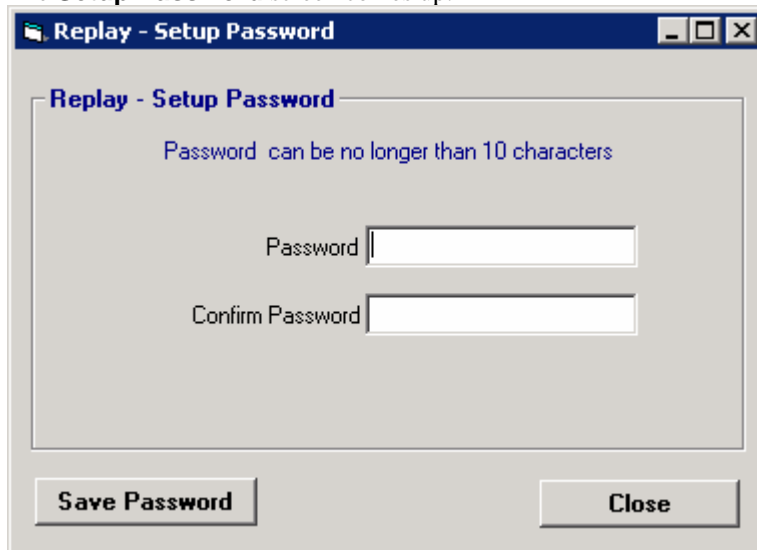 Replay - Setup Password
Replay - Setup Password
Password can be no longer than 10 characters
Password
Confirm Password
Save Password
Close